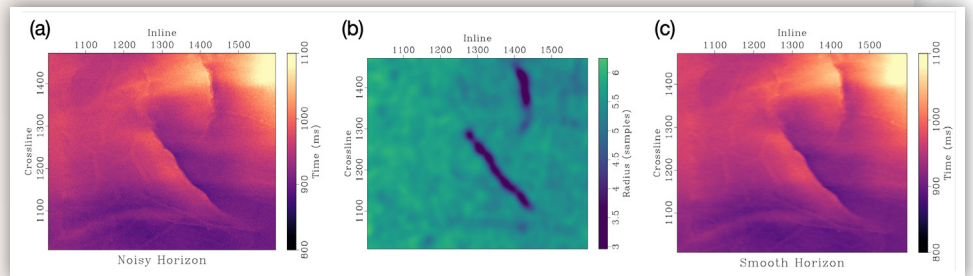 (a)
Inline
1100 1200 1300 1400 1500
Crossline
1400
1300
1200
1100
Noisy Horizon
1100
1000
900
800
Time (ms)
(b)
Inline
1100 1200 1300 1400 1500
Crossline
1400
1300
1200
1100
6
5.5
5
4.5
4
3.5
3
Radius (samples)
(c)
Inline
1100 1200 1300 1400 1500
Crossline
1400
1300
1200
1100
Smooth Horizon
1100
1000
900
800
Time (ms)